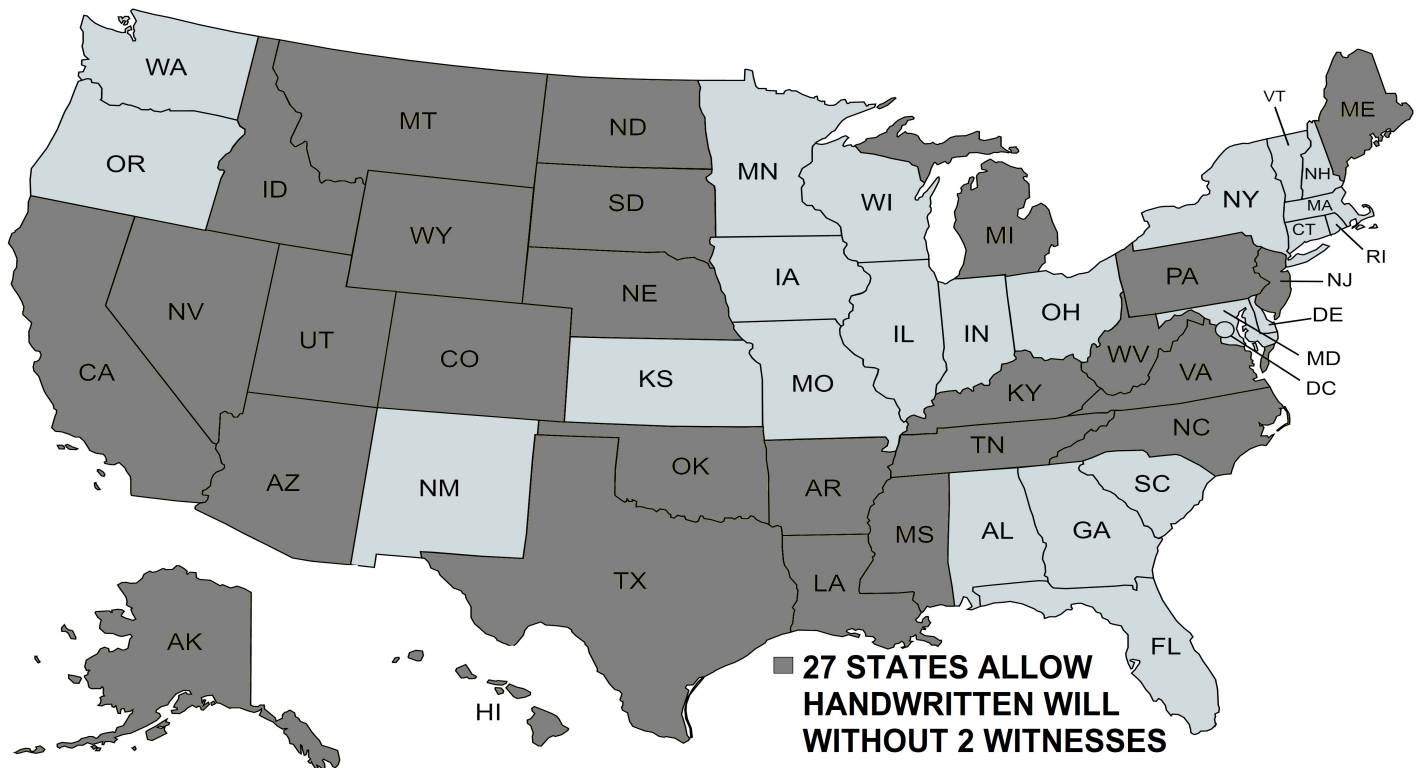 WA
MT
ND
MN
VT
ME
OR
ID
SD
WI
NY
NH
MA
CT
RI
WY
MI
IA
NE
PA
NJ
NV
UT
CO
IL
IN
OH
DE
MD
DC
CA
KS
MO
WV
VA
KY
NC
TN
AZ
NM
OK
AR
SC
MS
AL
GA
TX
LA
AK
FL
HI
27 STATES ALLOW
HANDWRITTEN WILL
WITHOUT 2 WITNESSES